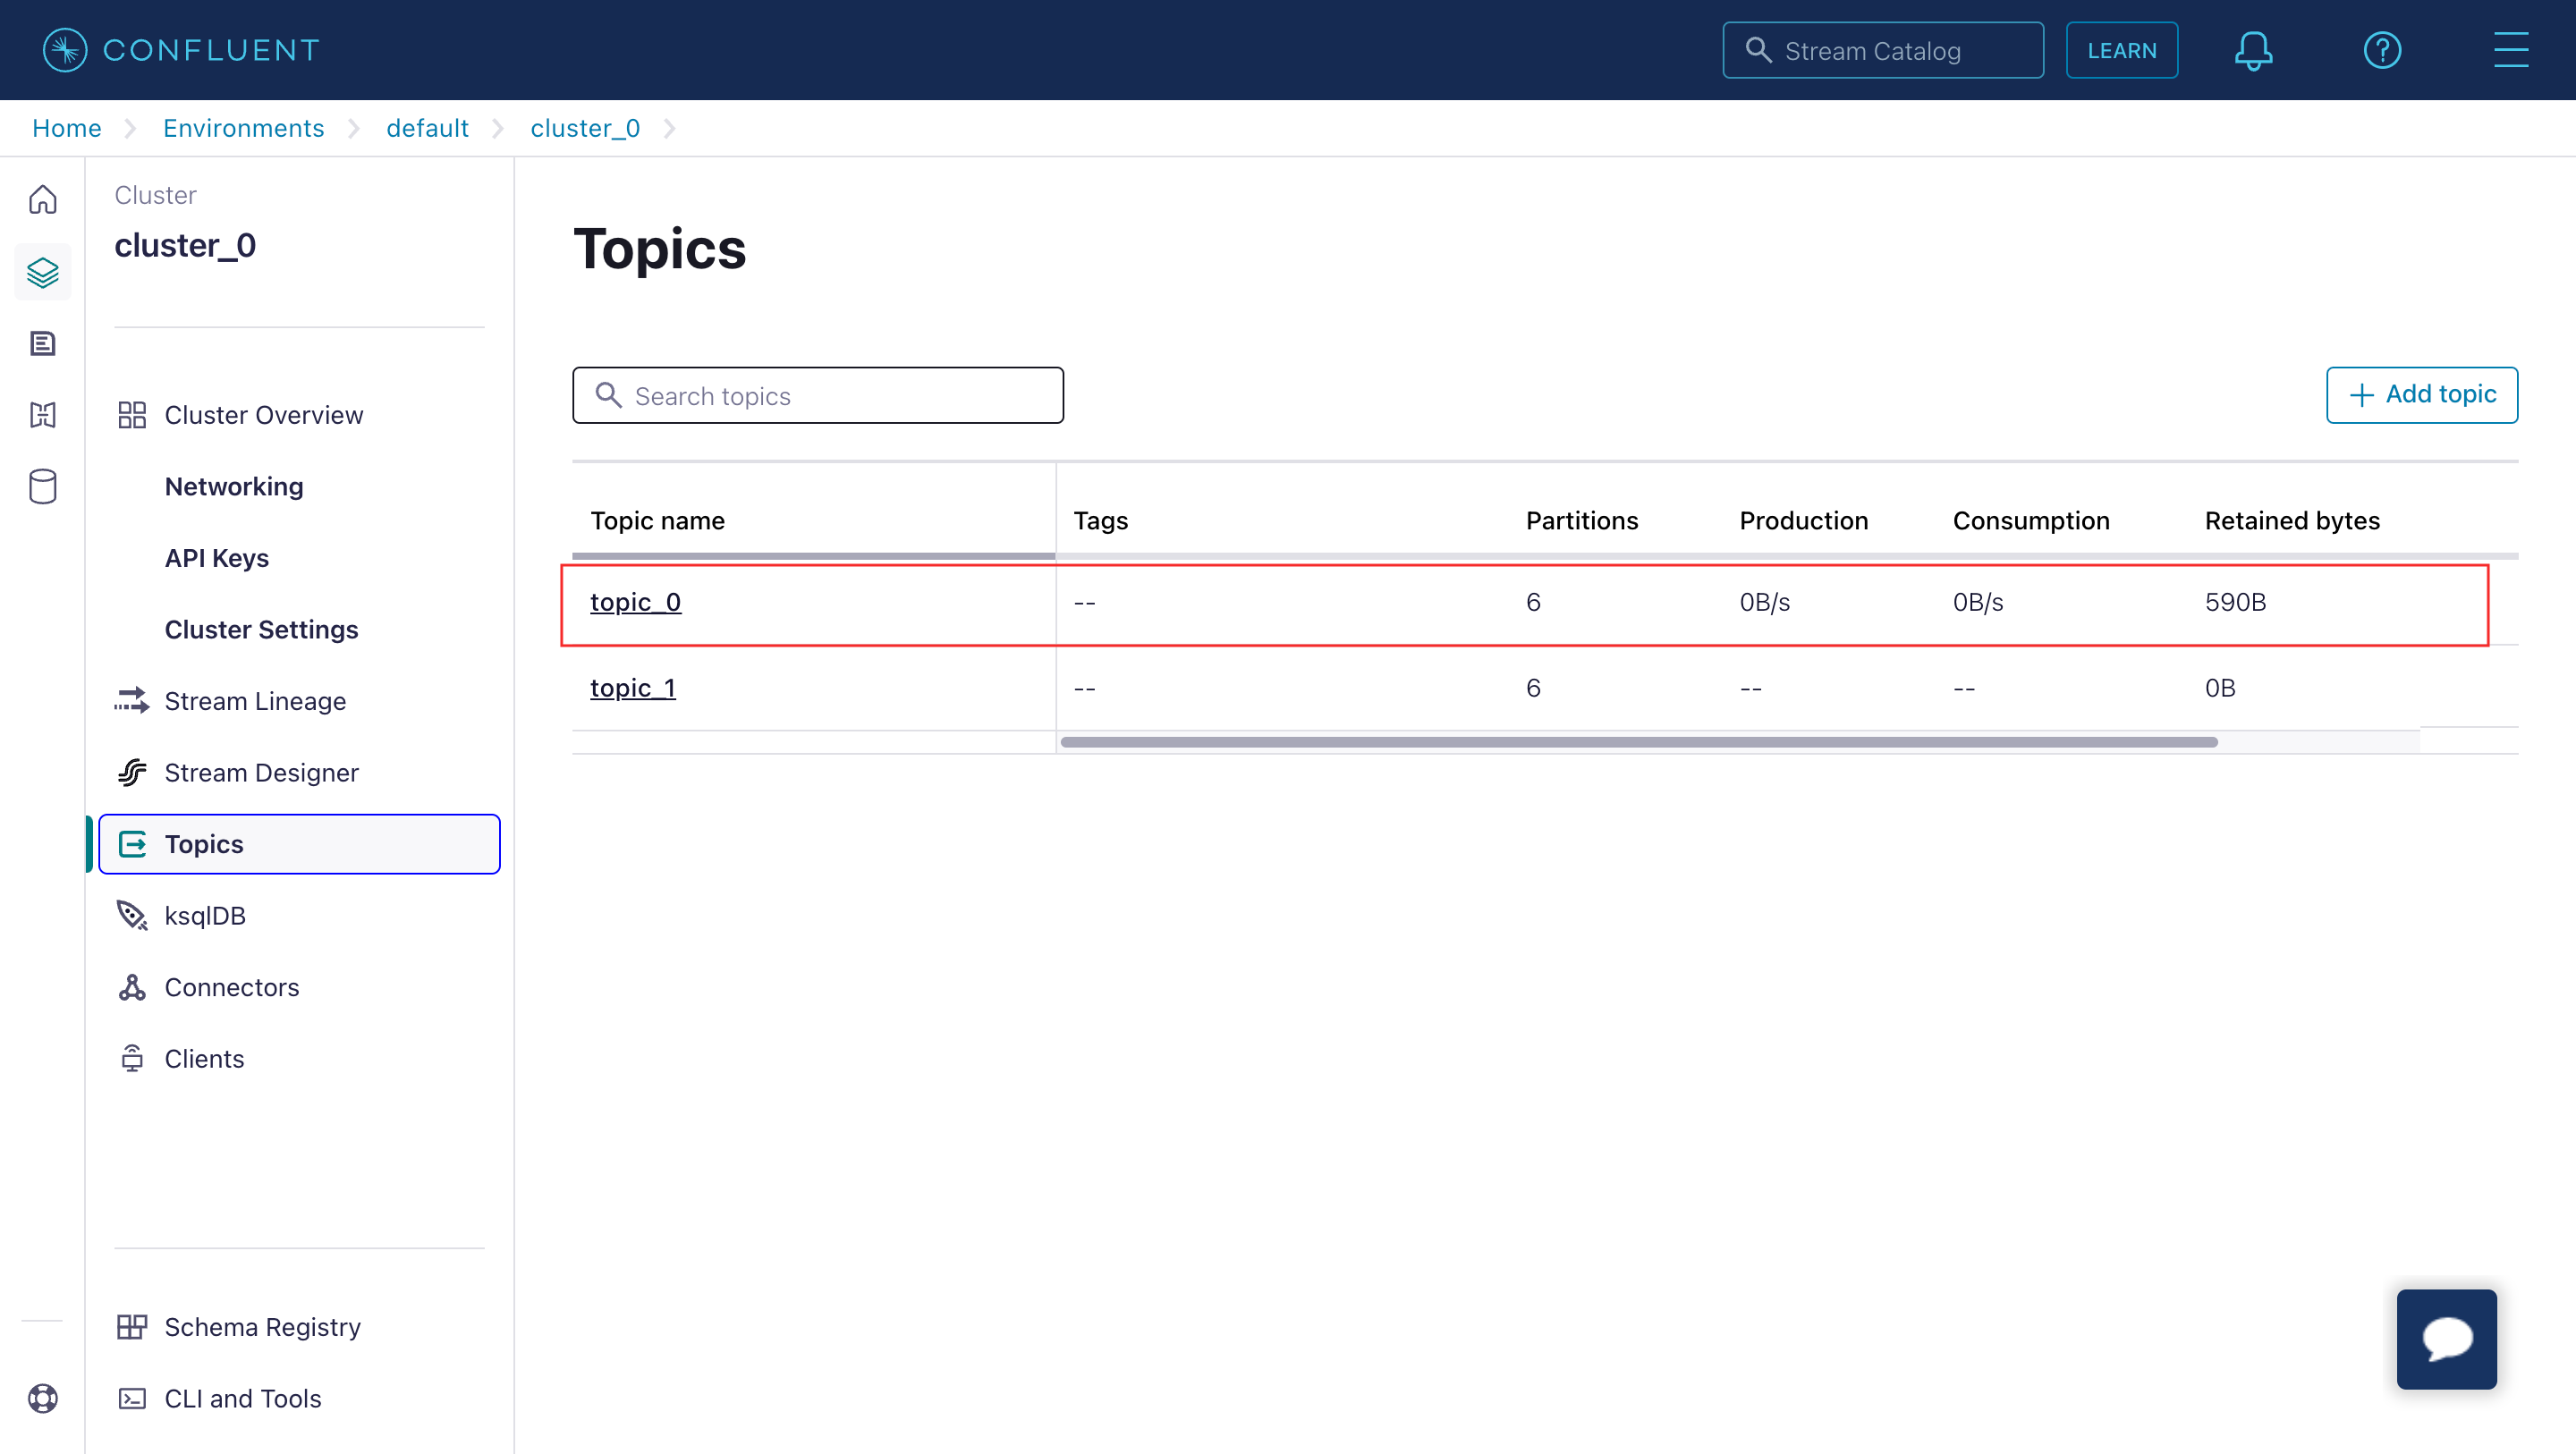 CONFLUENT
Stream Catalog
LEARN
Home
Environments
default
cluster_0
Cluster
cluster_0
Cluster Overview
Networking
API Keys
Cluster Settings
Stream Lineage
Stream Designer
Topics
ksqlDB
Connectors
Clients
Schema Registry
CLI and Tools
Topics
Search topics
Add topic
Topic name Tags Partitions Production Consumption Retained bytes
topic_0 -- 6 0B/s 0B/s 590B
topic_1 -- 6 -- -- 0B